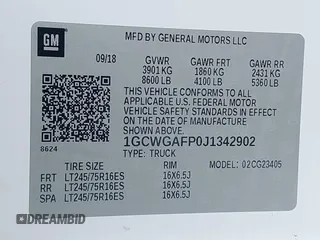 GM
MFD BY GENERAL MOTORS LLC
09/18 GVWR GAWR FRT GAWR RR
3901 KG 1860 KG 2431 KG
8600 LB 4100 LB 5360 LB
THIS VEHICLE CONFORMS TO ALL
APPLICABLE U.S. FEDERAL MOTOR
VEHICLE SAFETY STANDARDS IN
EFFECT ON THE DATE OF
MANUFACTURE SHOWN ABOVE.
8624 1GCWGAFP0J1342902
TYPE: TRUCK
TIRE SIZE RIM MODEL: 02CG23405
FRT LT245/75R16ES 16X6.5J
RR LT245/75R16ES 16X6.5J
SPA LT245/75R16ES 16X6.5J
DREAMBID